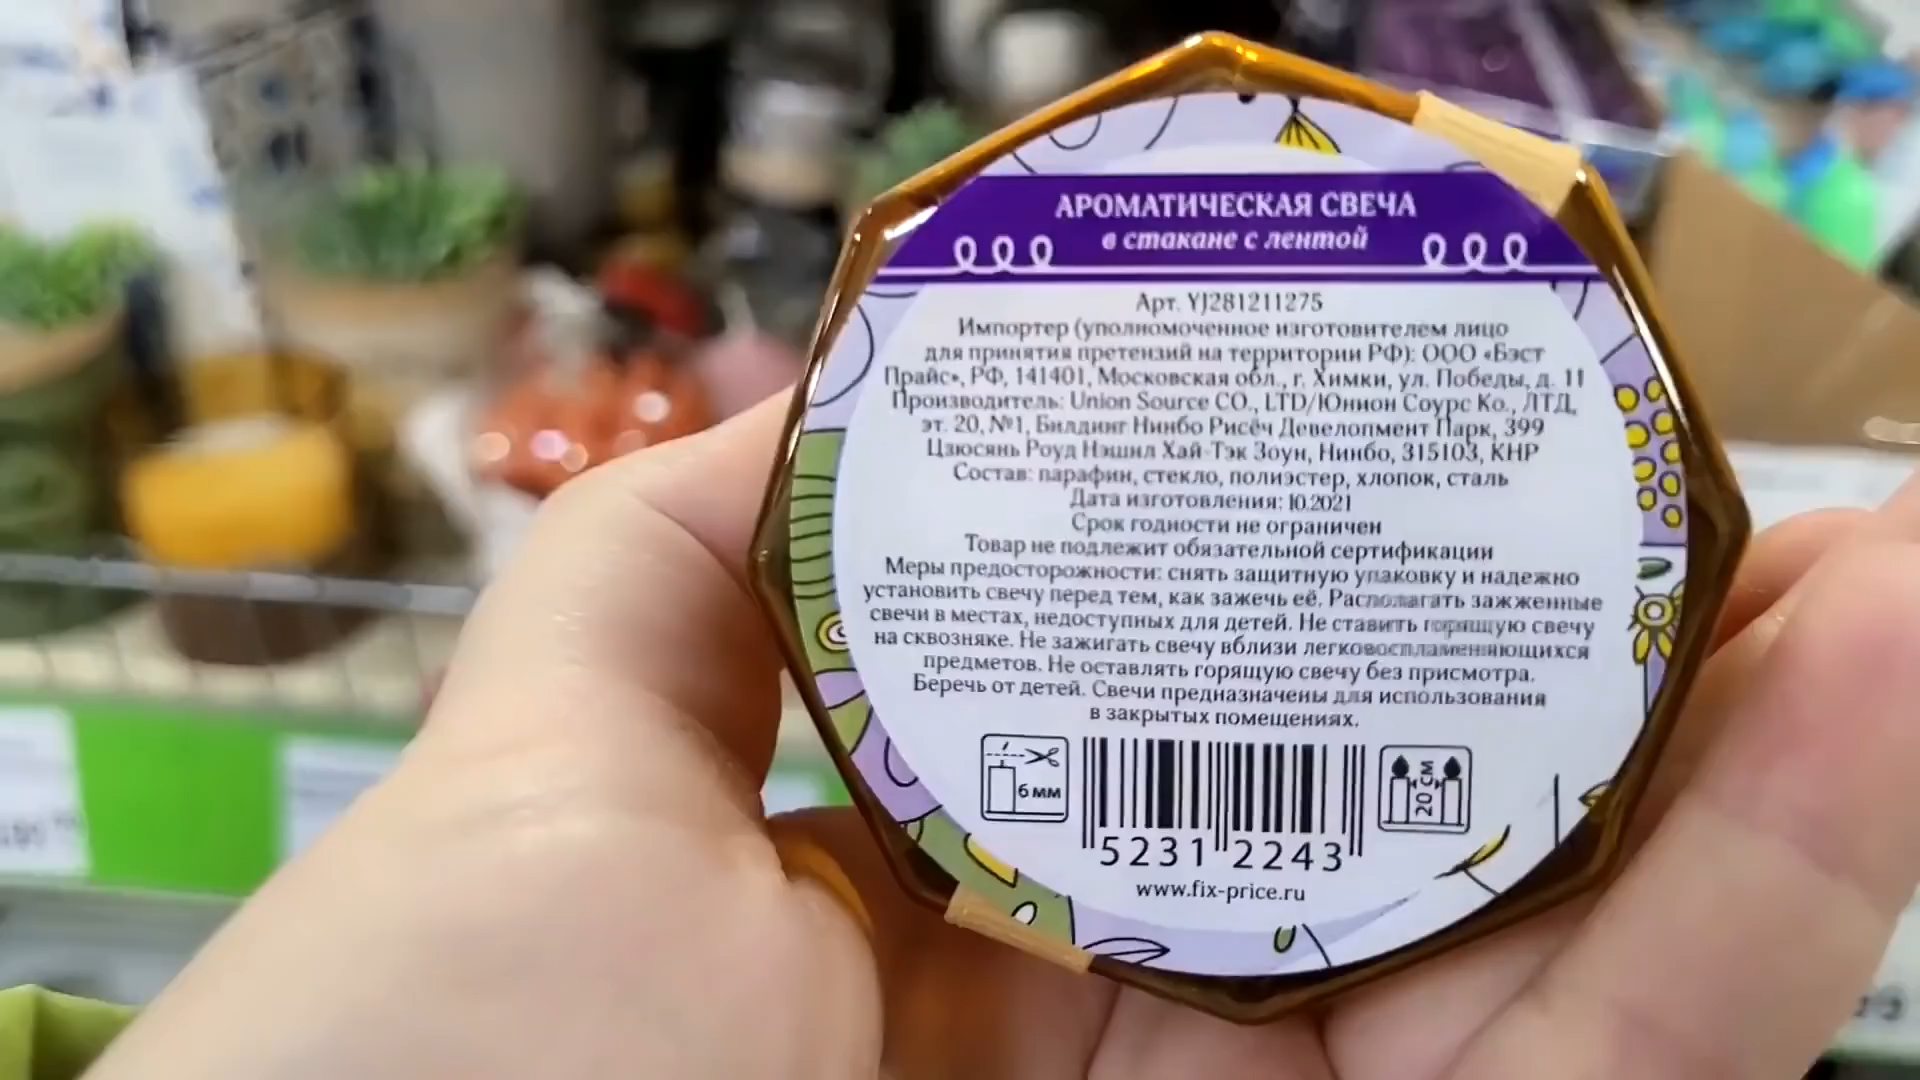 АРОМАТИЧЕСКАЯ СВЕЧА
в стакане с лентой
Арт. YJ281211275
Импортер (уполномоченное изготовителем лицо
для принятия претензий на территории РФ): ООО «Бэст
Прайс», РФ, 141401, Московская обл., г. Химки, ул. Победы, д. 11
Производитель: Union Source CO., LTD/Юнион Соурс Ко., ЛТД,
эт. 20, №1, Билдинг Нинбо Рисёч Девелопмент Парк, 399
Цзюсянь Роуд Нэшнл Хай-Тэк Зоун, Нинбо, 315103, КНР
Состав: парафин, стекло, полиэстер, хлопок, сталь
Дата изготовления: 10.2021
Срок годности не ограничен
Товар не подлежит обязательной сертификации
Меры предосторожности: снять защитную упаковку и надежно
установить свечу перед тем, как зажечь её. Располагать зажженные
свечи в местах, недоступных для детей. Не ставить горящую свечу
на сквозняке. Не зажигать свечу вблизи легковоспламеняющихся
предметов. Не оставлять горящую свечу без присмотра.
Беречь от детей. Свечи предназначены для использования
в закрытых помещениях.
6 мм
20 см
5231 2243
www.fix-price.ru